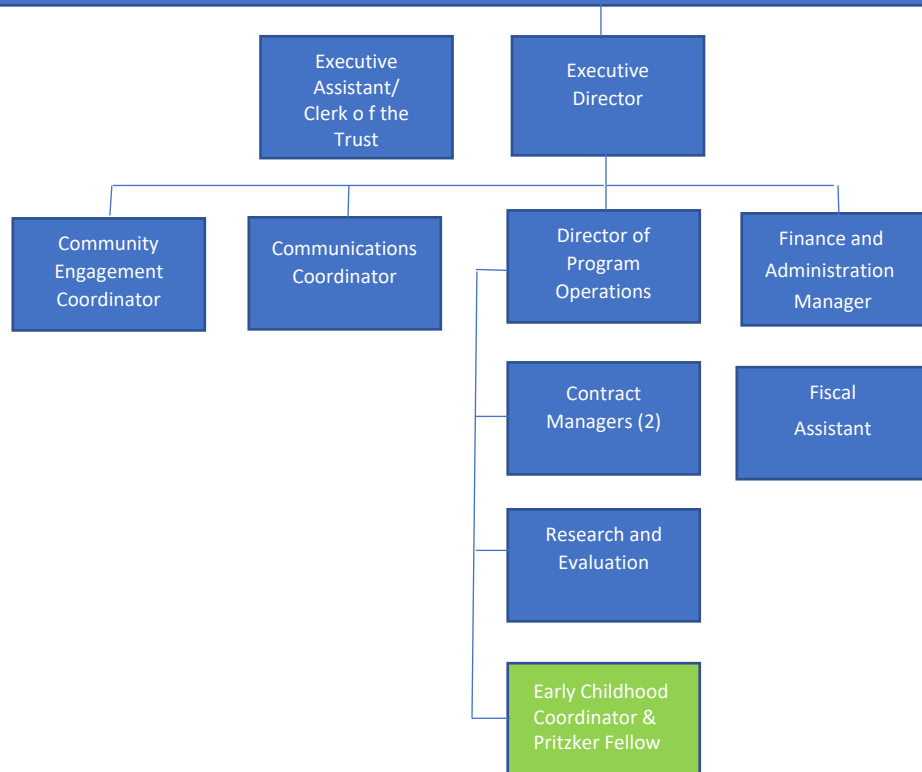 Executive
Assistant/
Clerk o f the
Trust
Executive
Director
Community
Engagement
Coordinator
Communications
Coordinator
Director of
Program
Operations
Finance and
Administration
Manager
Contract
Managers (2)
Fiscal
Assistant
Research and
Evaluation
Early Childhood
Coordinator &
Pritzker Fellow